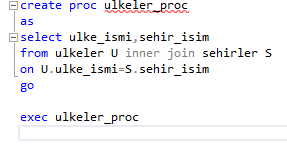 create proc ulkeler_proc
as
select ulke_ismi,sehir_isim
from ulkeler U inner join sehirler S
on U.ulke_ismi=S.sehir_isim
go
exec ulkeler_proc